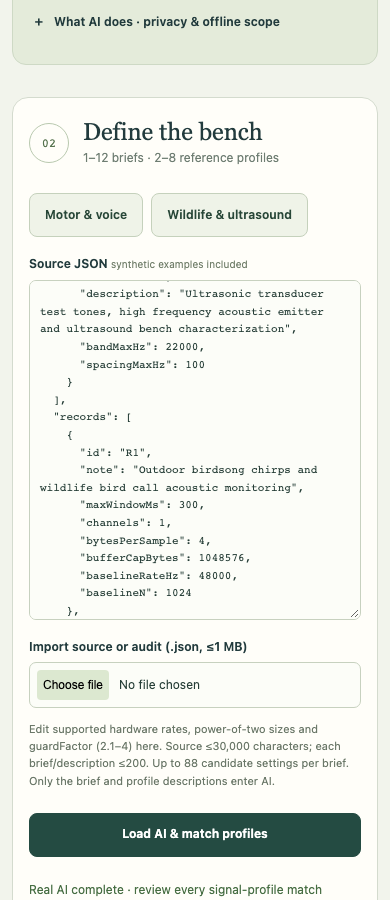 + What AI does · privacy & offline scope
02
Define the bench
1–12 briefs · 2–8 reference profiles
Motor & voice
Wildlife & ultrasound
Source JSON synthetic examples included
"description": "Ultrasonic transducer
test tones, high frequency acoustic emitter
and ultrasound bench characterization",
"bandMaxHz": 22000,
"spacingMaxHz": 100
}
],
"records": [
{
"id": "R1",
"note": "Outdoor birdsong chirps and
wildlife bird call acoustic monitoring",
"maxWindowMs": 300,
"channels": 1,
"bytesPerSample": 4,
"bufferCapBytes": 1048576,
"baselineRateHz": 48000,
"baselineN": 1024
},
Import source or audit (.json, ≤1 MB)
Choose file No file chosen
Edit supported hardware rates, power-of-two sizes and
guardFactor (2.1–4) here. Source ≤30,000 characters; each
brief/description ≤200. Up to 88 candidate settings per brief.
Only the brief and profile descriptions enter AI.
Load AI & match profiles
Real AI complete · review every signal-profile match